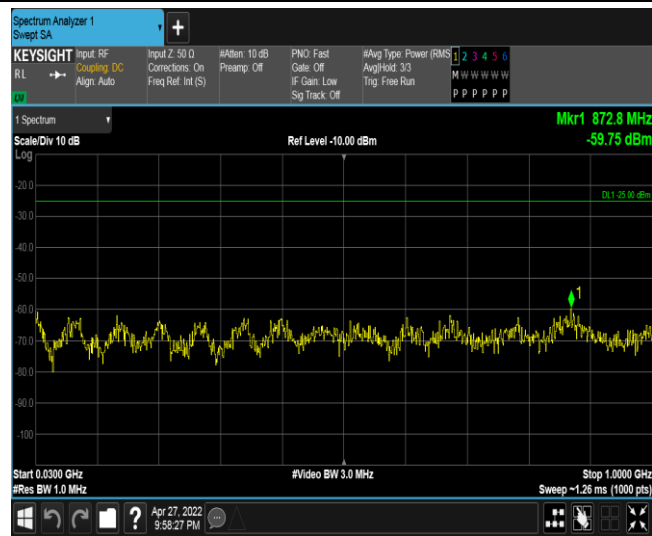 Spectrum Analyzer 1
Swept SA
+
KEYSIGHT
RL
Input: RF
Coupling: DC
Align: Auto
Input Z: 50 Ω
Corrections: On
Freq Ref: Int (S)
#Atten: 10 dB
Preamp: Off
PNO: Fast
Gate: Off
IF Gain: Low
Sig Track: Off
#Avg Type: Power (RMS
Avg|Hold: 3/3
Trig: Free Run
1 2 3 4 5 6
M W W W W W
P P P P P P
1 Spectrum
Scale/Div 10 dB
Ref Level -10.00 dBm
Mkr1 872.8 MHz
-59.75 dBm
Log
-20.0
DL1 -25.00 dBm
-30.0
-40.0
-50.0
1
-60.0
-70.0
-80.0
-90.0
-100
Start 0.0300 GHz
#Video BW 3.0 MHz
Stop 1.0000 GHz
#Res BW 1.0 MHz
Sweep ~1.26 ms (1000 pts)
?
Apr 27, 2022
9:58:27 PM